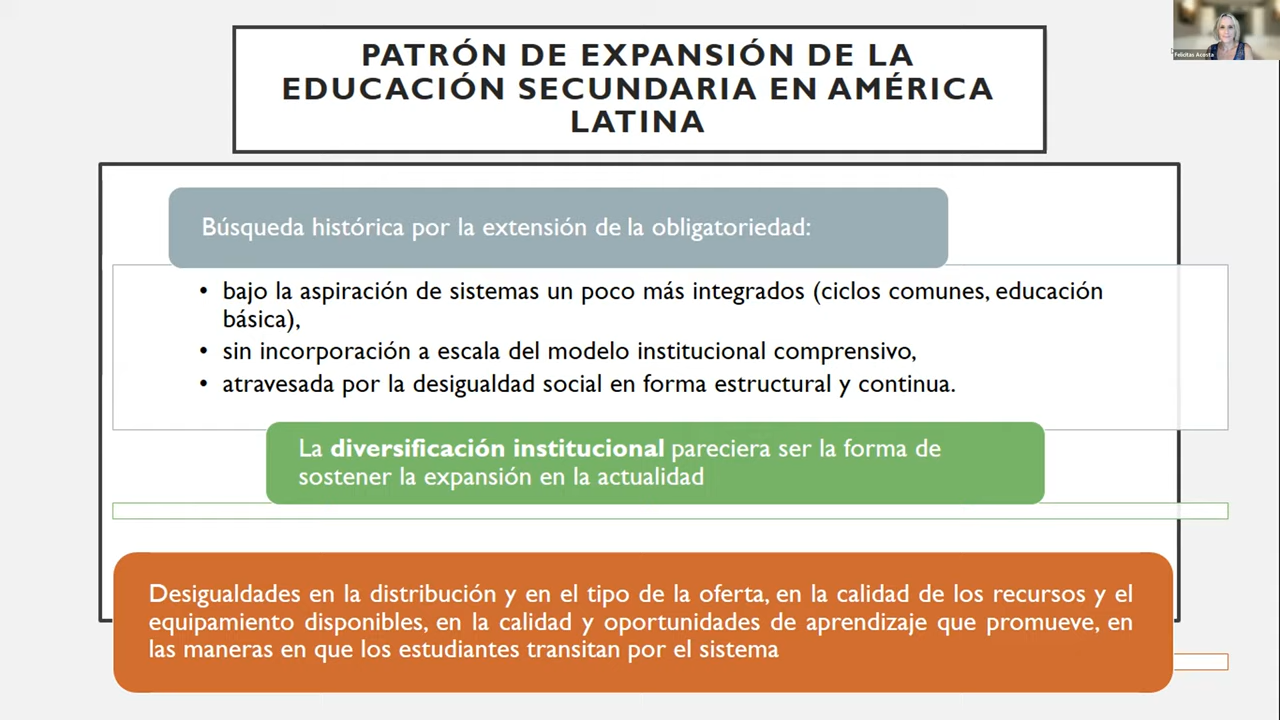 PATRÓN DE EXPANSIÓN DE LA
EDUCACIÓN SECUNDARIA EN AMÉRICA
LATINA
Felicitas Acosta
Búsqueda histórica por la extensión de la obligatoriedad:
• bajo la aspiración de sistemas un poco más integrados (ciclos comunes, educación
básica),
• sin incorporación a escala del modelo institucional comprensivo,
• atravesada por la desigualdad social en forma estructural y continua.
La diversificación institucional pareciera ser la forma de
sostener la expansión en la actualidad
Desigualdades en la distribución y en el tipo de la oferta, en la calidad de los recursos y el
equipamiento disponibles, en la calidad y oportunidades de aprendizaje que promueve, en
las maneras en que los estudiantes transitan por el sistema